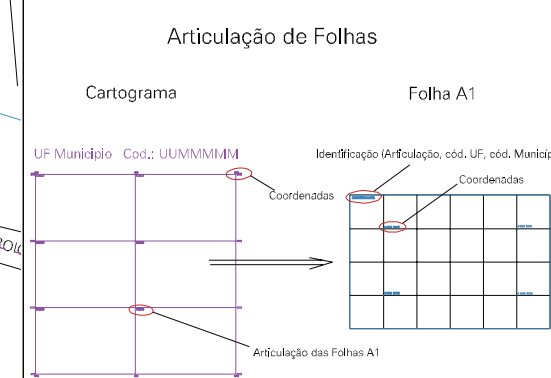 Articulação de Folhas
Cartograma
Folha A1
UF Municipio Cod.: UUMMMMM
Identificação (Articulação, cód. UF, cód. Municíp
Coordenadas
Coordenadas
Articulação das Folhas A1